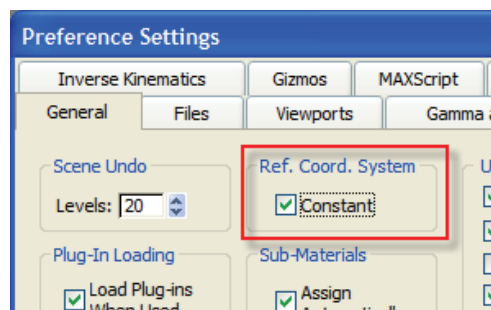 Preference Settings
Inverse Kinematics Gizmos MAXScript
General Files Viewports Gamma
Scene Undo Ref. Coord. System
Levels: 20 Constant
Plug-In Loading Sub-Materials
Load Plug-ins Assign
When Used